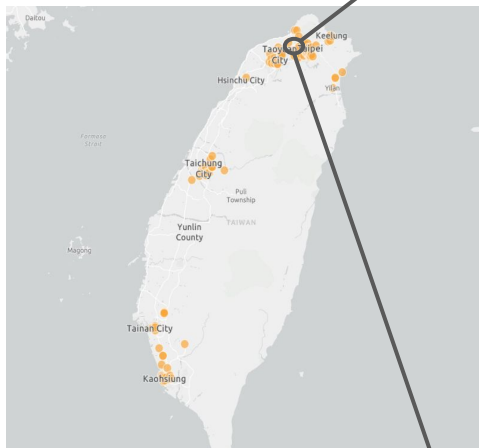 Daitou
Keelung
Taoyuan Taipei
City
Hsinchu City
Yilan
Formosa
Strait
Taichung
City
Puli
Township
TAIWAN
Yunlin
County
Magong
Tainan City
Kaohsiung